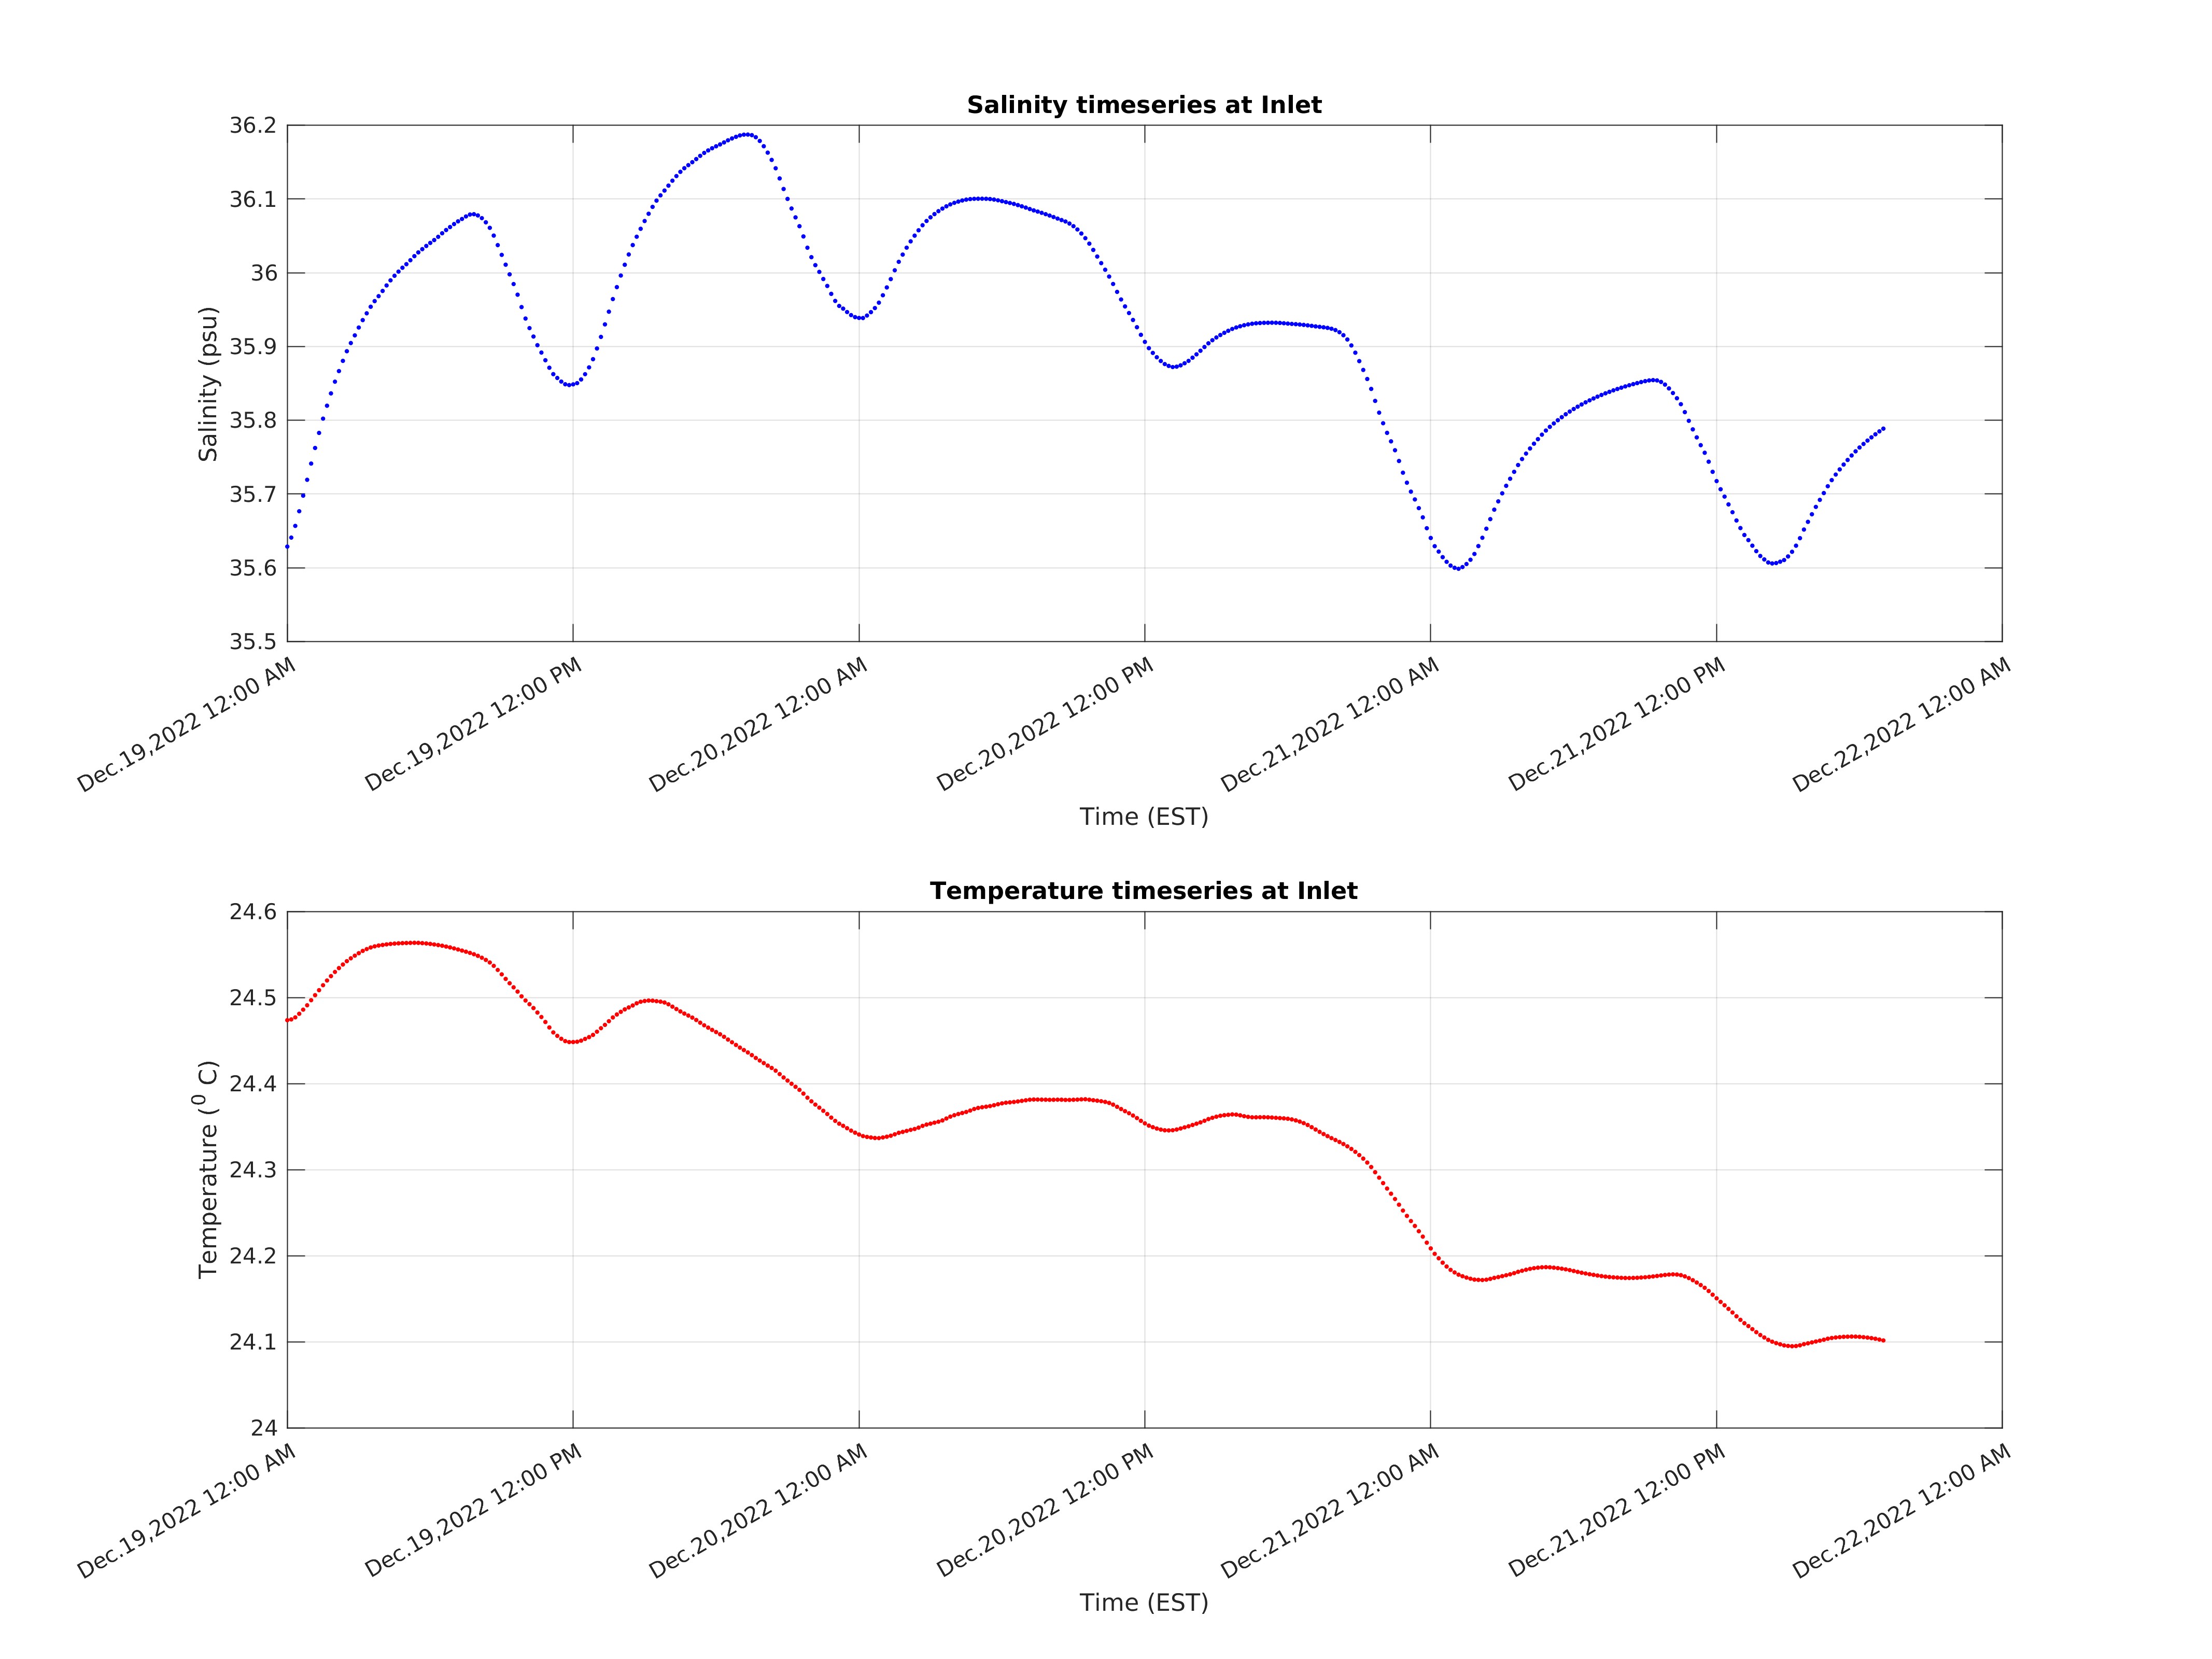 Salinity timeseries at Inlet
36.2
36.1
36
35.9
35.8
35.7
35.6
35.5
Salinity (psu)
Dec.19,2022 12:00 AM
Dec.19,2022 12:00 PM
Dec.20,2022 12:00 AM
Dec.20,2022 12:00 PM
Dec.21,2022 12:00 AM
Dec.21,2022 12:00 PM
Dec.22,2022 12:00 AM
Time (EST)
Temperature timeseries at Inlet
24.6
24.5
24.4
24.3
24.2
24.1
24
Temperature (⁰ C)
Dec.19,2022 12:00 AM
Dec.19,2022 12:00 PM
Dec.20,2022 12:00 AM
Dec.20,2022 12:00 PM
Dec.21,2022 12:00 AM
Dec.21,2022 12:00 PM
Dec.22,2022 12:00 AM
Time (EST)